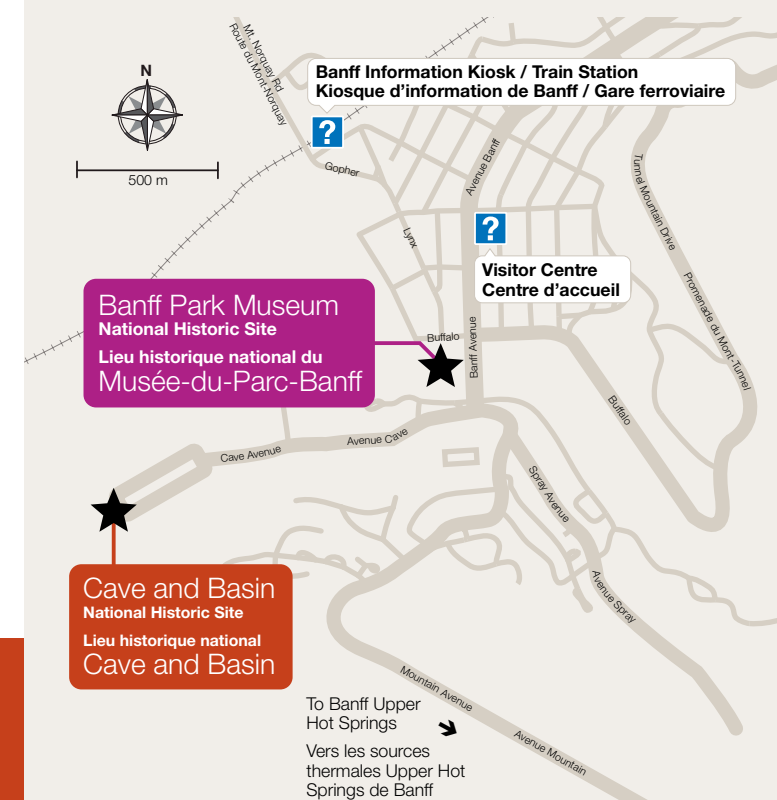 Mt. Norquay Rd
Route du Mont-Norquay
Banff Information Kiosk / Train Station
Kiosque d'information de Banff / Gare ferroviaire
N
?
500 m
Gopher
Avenue Banff
Tunnel Mountain Drive
Lynx
?
Visitor Centre
Centre d'accueil
Promenade du Mont-Tunnel
Banff Park Museum
National Historic Site
Lieu historique national du
Musée-du-Parc-Banff
Buffalo
Banff Avenue
Buffalo
Avenue Cave
Cave Avenue
Spray Avenue
Avenue Spray
Cave and Basin
National Historic Site
Lieu historique national
Cave and Basin
Mountain Avenue
To Banff Upper
Hot Springs
Avenue Mountain
Vers les sources
thermales Upper Hot
Springs de Banff